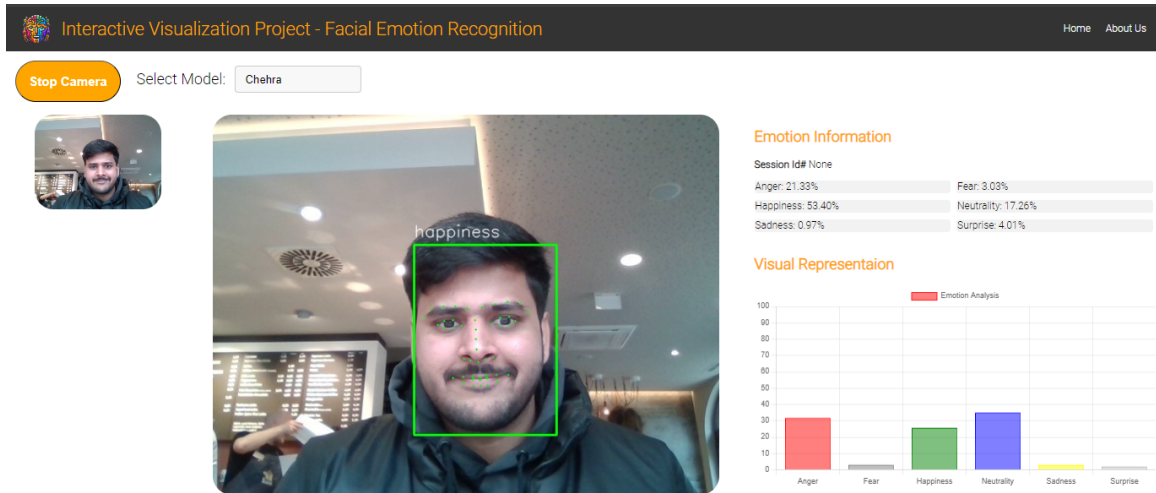 Interactive Visualization Project - Facial Emotion Recognition
Home About Us
Stop Camera
Select Model: Chehra
happiness
Emotion Information
Session Id# None
Anger: 21.33% Fear: 3.03%
Happiness: 53.40% Neutrality: 17.26%
Sadness: 0.97% Surprise: 4.01%
Visual Representaion
Emotion Analysis
100
90
80
70
60
50
40
30
20
10
0
Anger Fear Happiness Neutrality Sadness Surprise